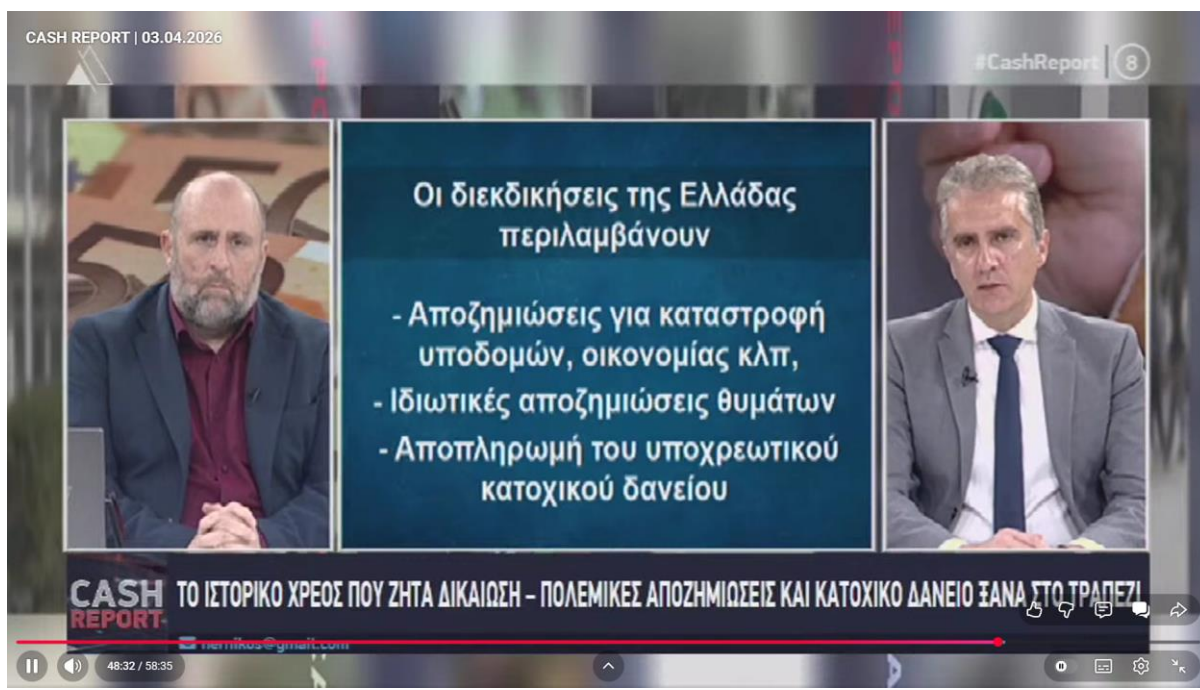 CASH REPORT | 03.04.2026
#CashReport 8
Οι διεκδικήσεις της Ελλάδας
περιλαμβάνουν
- Αποζημιώσεις για καταστροφή
υποδομών, οικονομίας κλπ,
- Ιδιωτικές αποζημιώσεις θυμάτων
- Αποπληρωμή του υποχρεωτικού
κατοχικού δανείου
CASH
REPORT
ΤΟ ΙΣΤΟΡΙΚΟ ΧΡΕΟΣ ΠΟΥ ΖΗΤΑ ΔΙΚΑΙΩΣΗ – ΠΟΛΕΜΙΚΕΣ ΑΠΟΖΗΜΙΩΣΕΙΣ ΚΑΙ ΚΑΤΟΧΙΚΟ ΔΑΝΕΙΟ ΞΑΝΑ ΣΤΟ ΤΡΑΠΕΖΙ
48:32 / 58:35